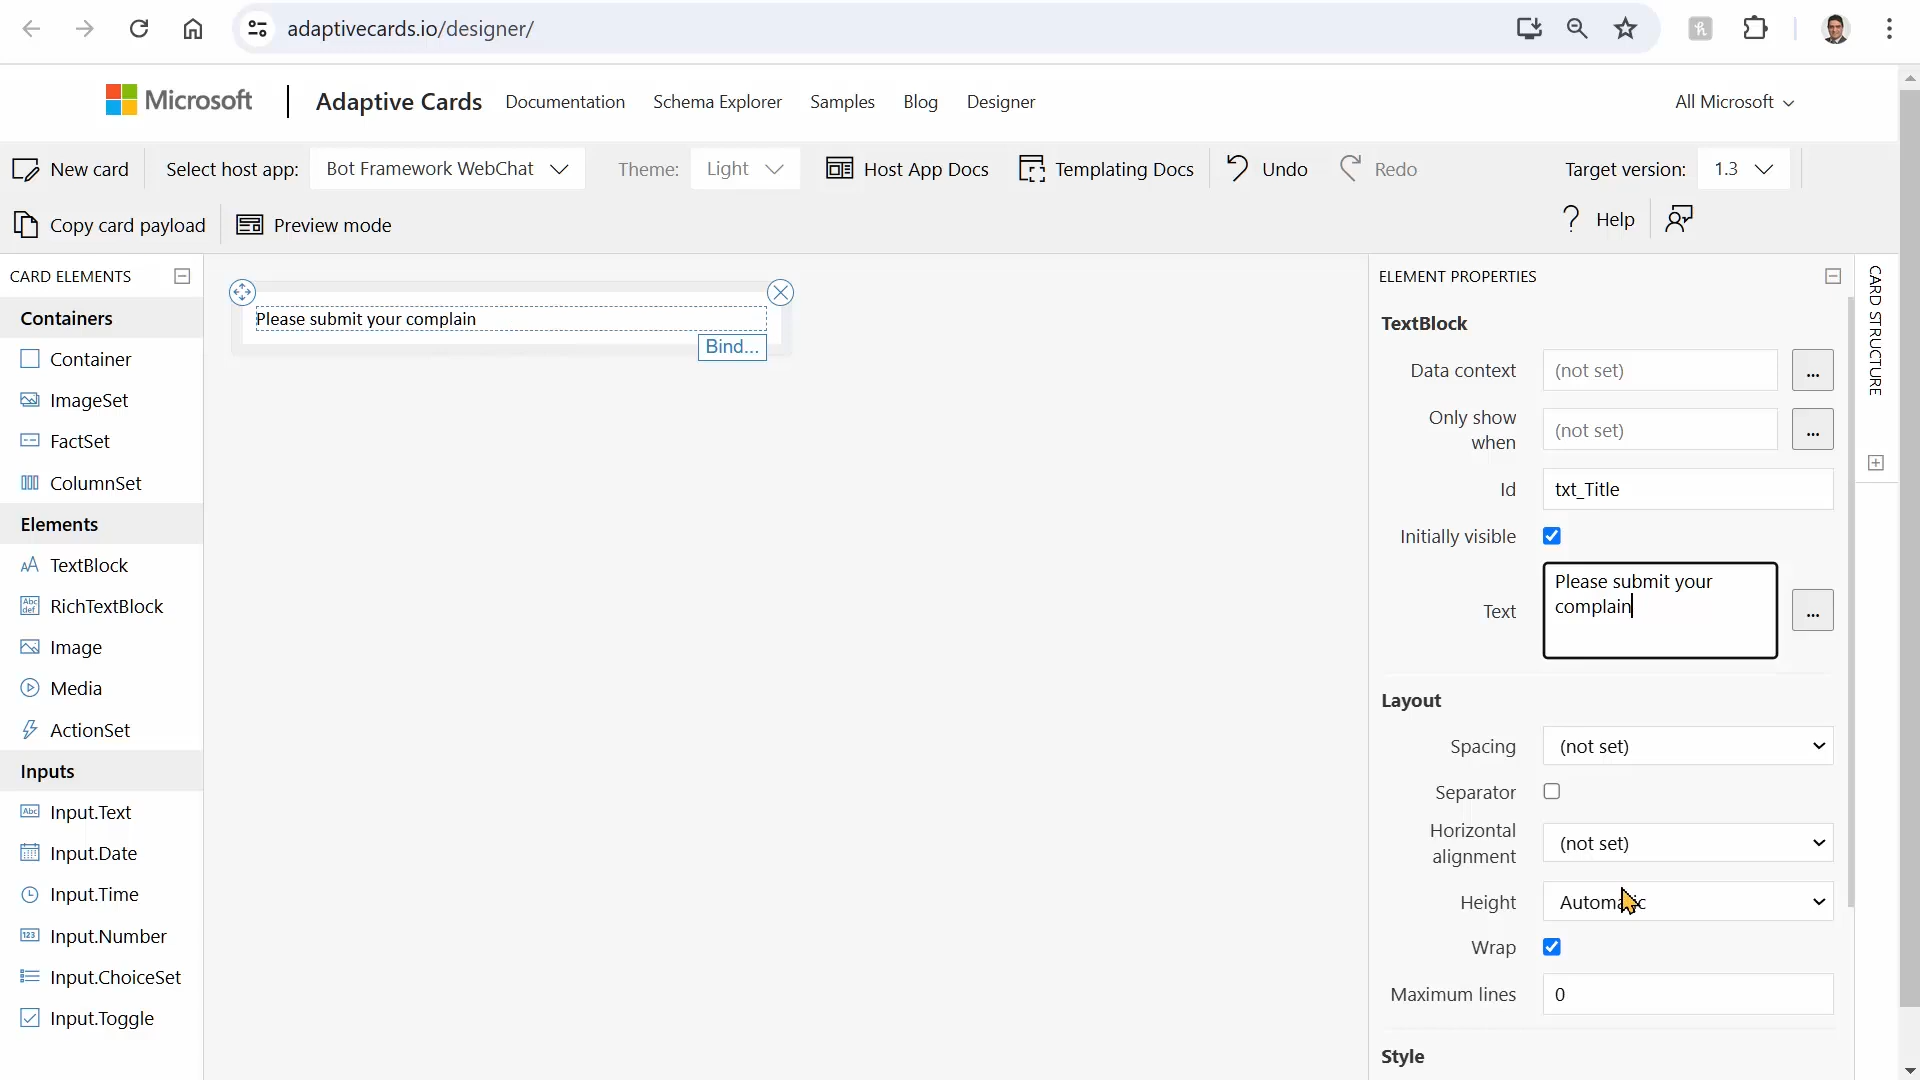 adaptivecards.io/designer/
Microsoft
Adaptive Cards
Documentation
Schema Explorer
Samples
Blog
Designer
All Microsoft
New card
Select host app:
Bot Framework WebChat
Theme:
Light
Host App Docs
Templating Docs
Undo
Redo
Target version:
1.3
Copy card payload
Preview mode
Help
CARD ELEMENTS
Containers
Container
ImageSet
FactSet
ColumnSet
Elements
TextBlock
RichTextBlock
Image
Media
ActionSet
Inputs
Input.Text
Input.Date
Input.Time
Input.Number
Input.ChoiceSet
Input.Toggle
Please submit your complain
Bind...
ELEMENT PROPERTIES
TextBlock
Data context
(not set)
...
Only show
when
(not set)
...
Id
txt_Title
Initially visible
Text
Please submit your
complain
...
Layout
Spacing
(not set)
Separator
Horizontal
alignment
(not set)
Height
Automatic
Wrap
Maximum lines
0
Style
CARD STRUCTURE